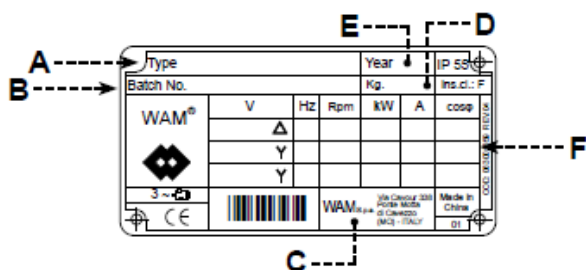 E D
A Type Year IP 55
B Batch No. Kg. Ins.cl.: F
WAM® V Hz Rpm kW A cosφ
Δ
Y F
Y
3 ~
CE WAM S.p.a. Via Cavour 338 Made in
Ponte Motta China
di Cavezzo
(MO) - ITALY 01
C